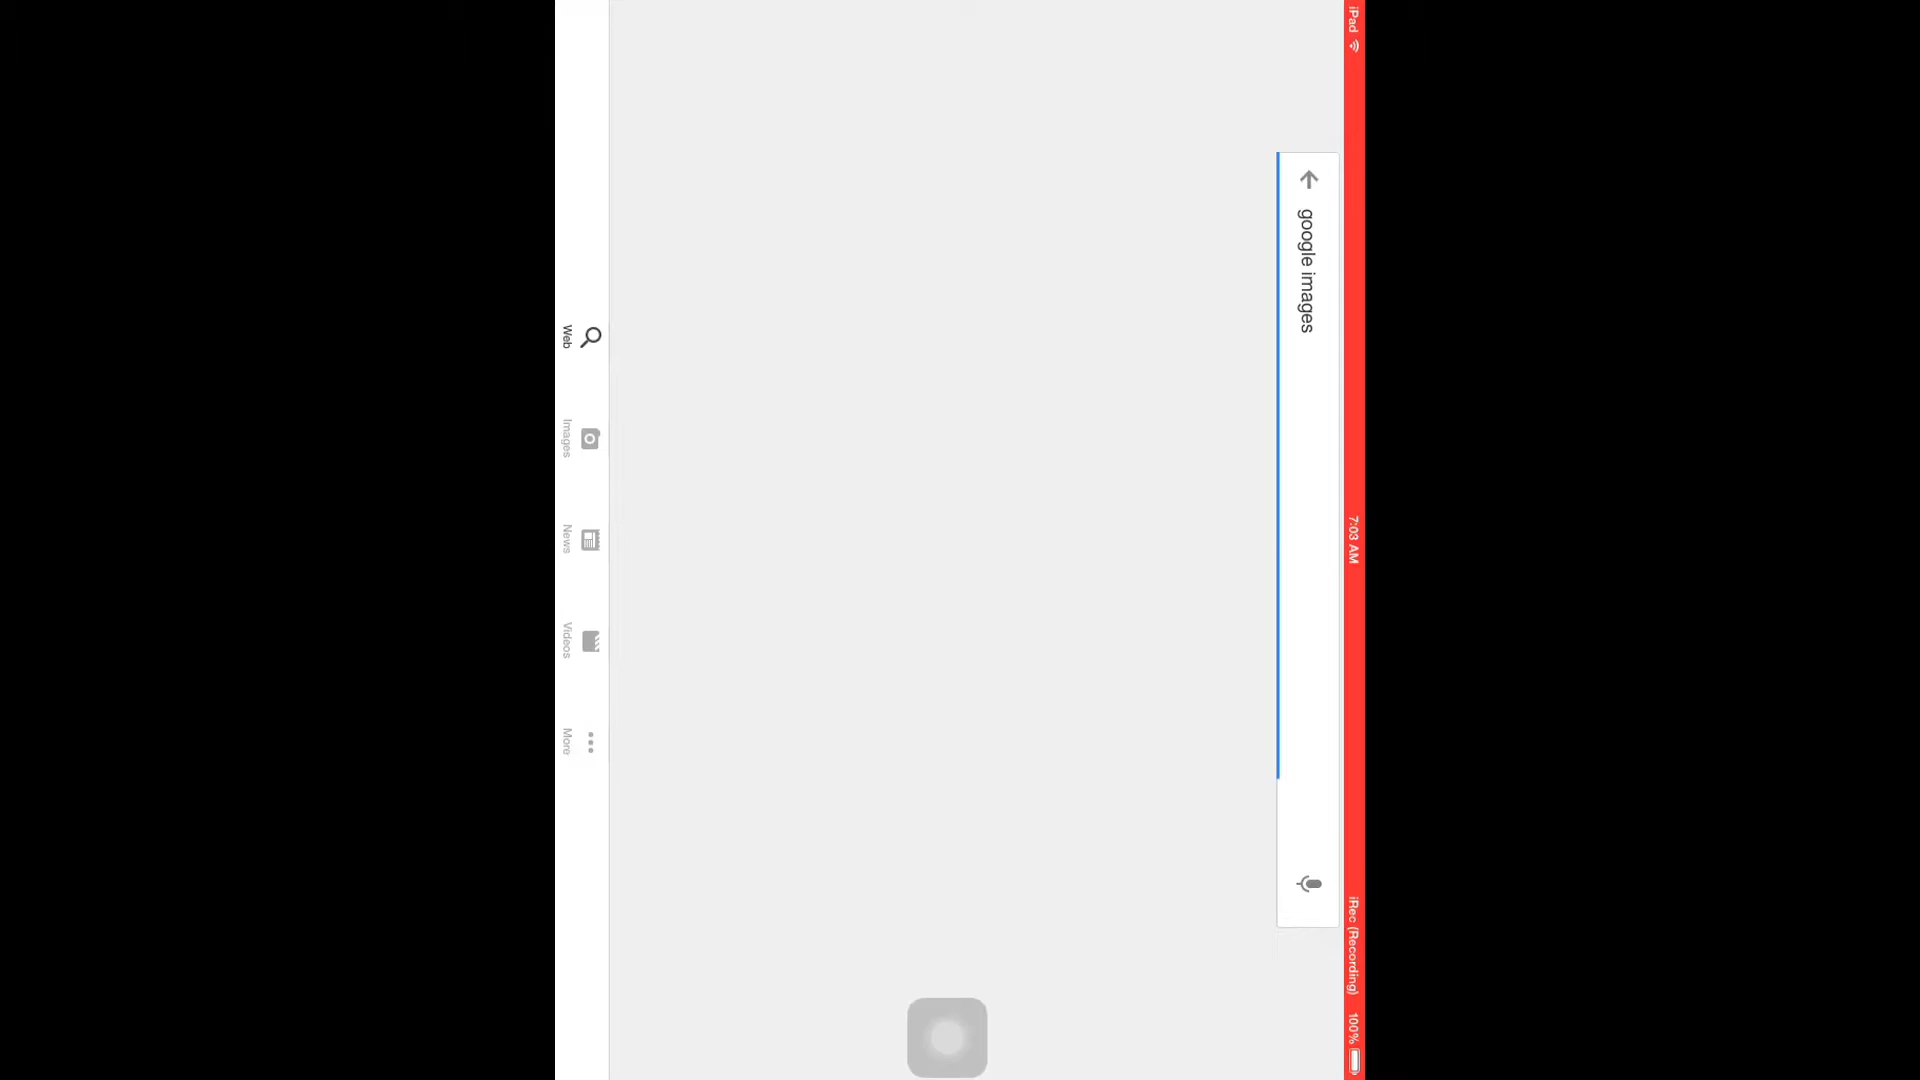 iPad
7:03 AM
iRec (Recording)
100%
google images
Web
Images
News
Videos
More